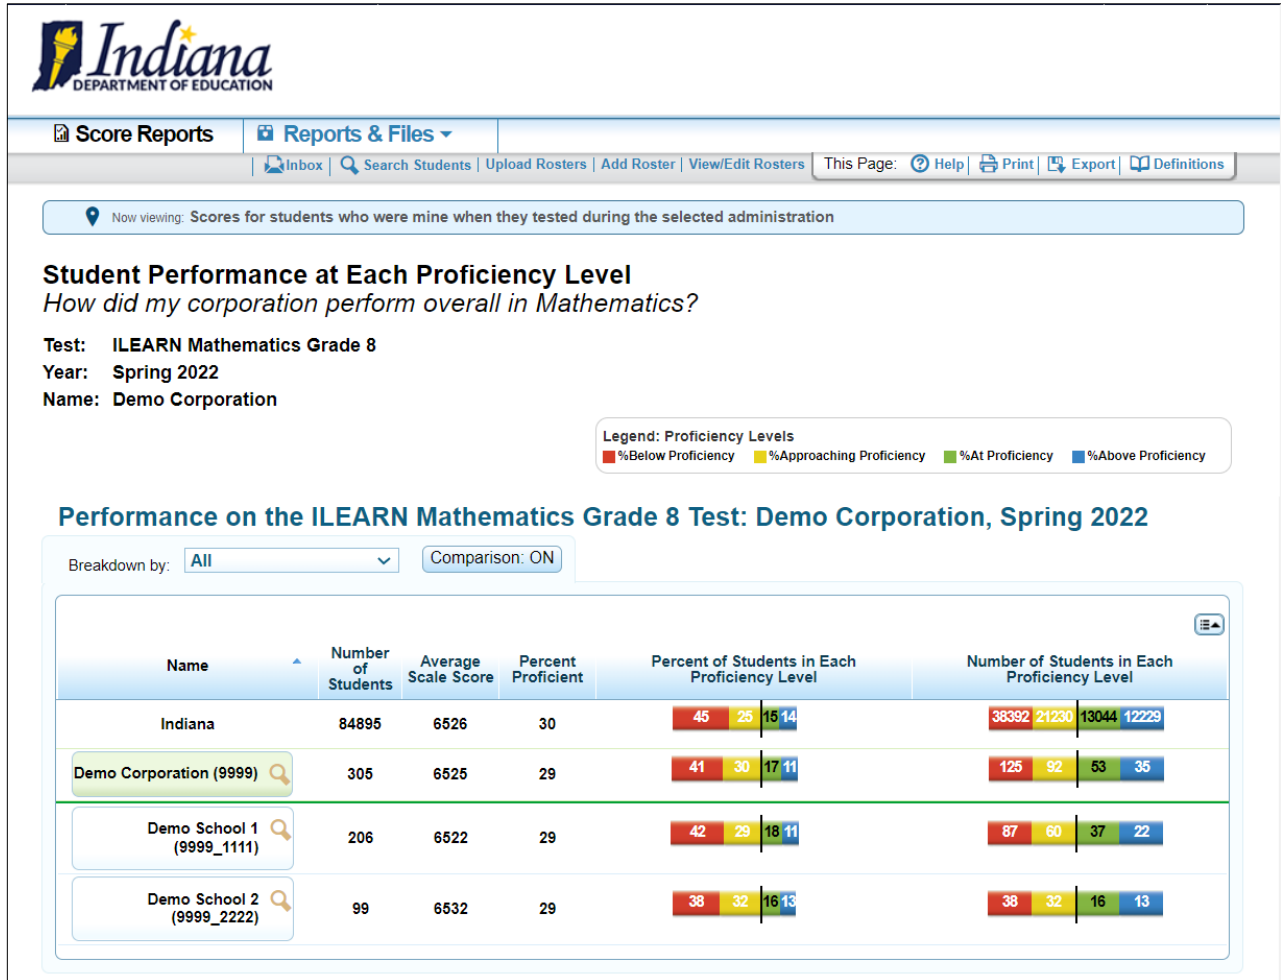 Indiana
DEPARTMENT OF EDUCATION
Score Reports
Reports & Files
Inbox | Search Students | Upload Rosters | Add Roster | View/Edit Rosters
This Page: Help | Print | Export | Definitions
Now viewing: Scores for students who were mine when they tested during the selected administration
Student Performance at Each Proficiency Level
How did my corporation perform overall in Mathematics?
Test: ILEARN Mathematics Grade 8
Year: Spring 2022
Name: Demo Corporation
Legend: Proficiency Levels
%Below Proficiency %Approaching Proficiency %At Proficiency %Above Proficiency
Performance on the ILEARN Mathematics Grade 8 Test: Demo Corporation, Spring 2022
Breakdown by: All Comparison: ON
Name
Number
of
Students
Average
Scale Score
Percent
Proficient
Percent of Students in Each
Proficiency Level
Number of Students in Each
Proficiency Level
Indiana 84895 6526 30 45 25 15 14 38392 21230 13044 12229
Demo Corporation (9999) 305 6525 29 41 30 17 11 125 92 53 35
Demo School 1
(9999_1111)
206 6522 29 42 29 18 11 87 60 37 22
Demo School 2
(9999_2222)
99 6532 29 38 32 16 13 38 32 16 13